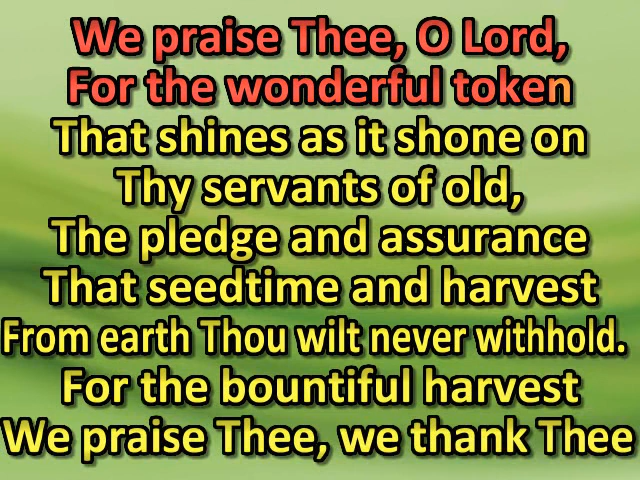 We praise Thee, O Lord,
For the wonderful token
That shines as it shone on
Thy servants of old,
The pledge and assurance
That seedtime and harvest
From earth Thou wilt never withhold.
For the bountiful harvest
We praise Thee, we thank Thee